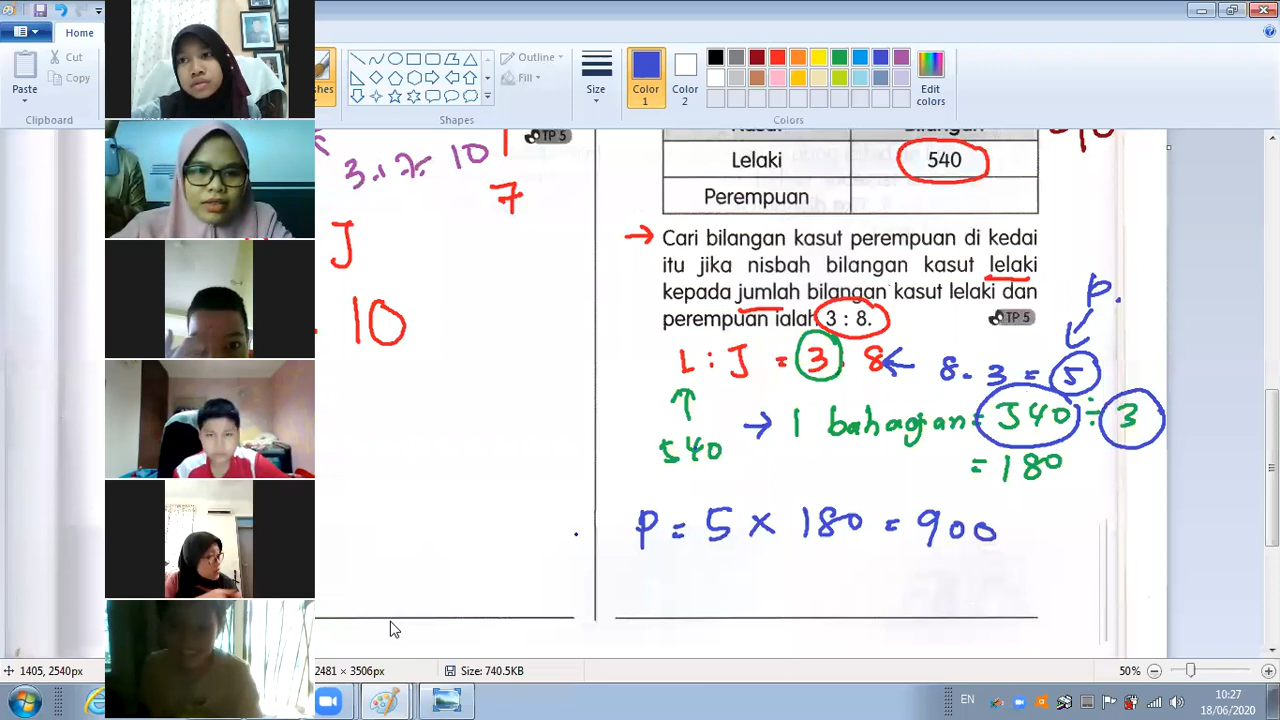 Home
Cut
Copy
Paste
Clipboard
Outline
Fill
Shapes
Size
Color 1
Color 2
Edit colors
Colors
3.17 10
TP 5
7
J
10
Lelaki 540
Perempuan
Cari bilangan kasut perempuan di kedai
itu jika nisbah bilangan kasut lelaki
kepada jumlah bilangan kasut lelaki dan
perempuan ialah 3 : 8.
TP 5
P.
L : J = 3 : 8 ← 8 - 3 = 5
↑ → 1 bahagian = 540 ÷ 3
540
= 180
P = 5 × 180 = 900
1405, 2540px
2481 × 3506px
Size: 740.5KB
50%
EN
10:27
18/06/2020